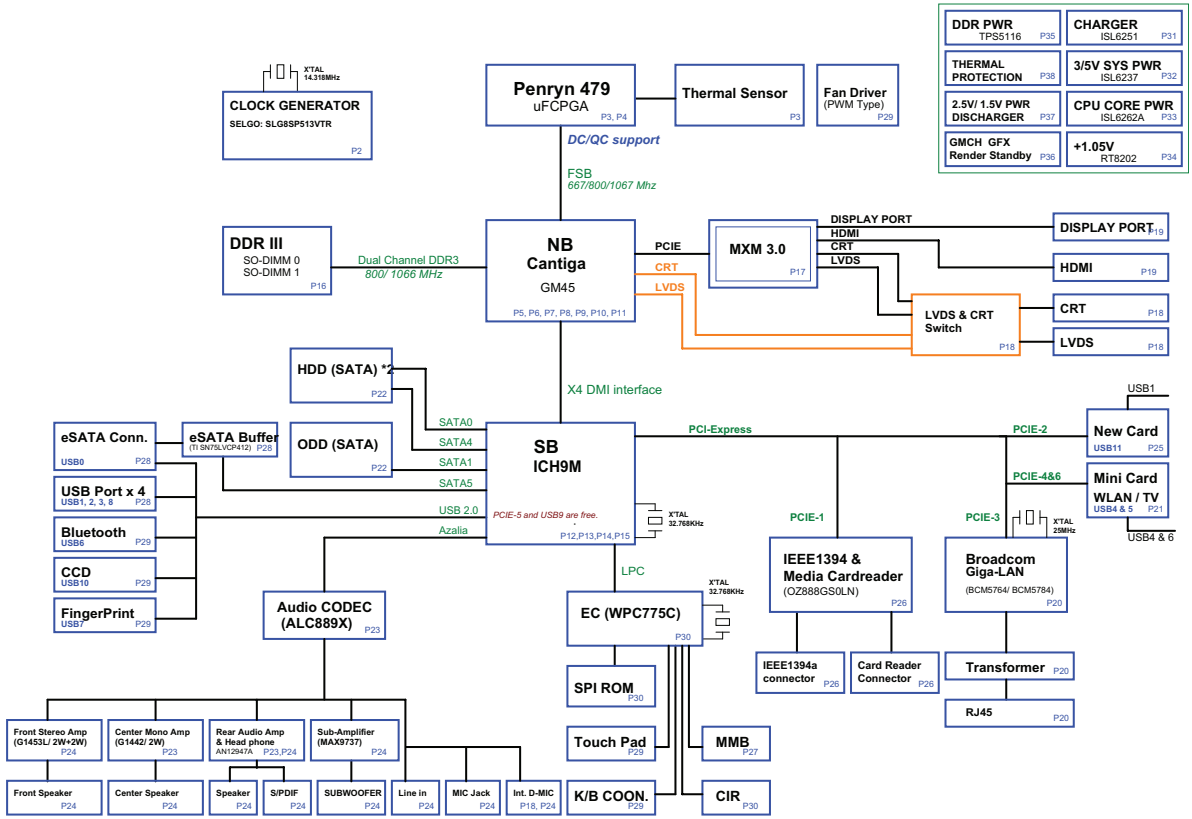 DDR PWR
TPS5116 P35
CHARGER
ISL6251 P31
THERMAL
PROTECTION P38
3/5V SYS PWR
ISL6237 P32
2.5V/ 1.5V PWR
DISCHARGER P37
CPU CORE PWR
ISL6262A P33
GMCH GFX
Render Standby P36
+1.05V
RT8202 P34
X'TAL
14.318MHz
CLOCK GENERATOR
SELGO: SLG8SP513VTR
P2
Penryn 479
uFCPGA
P3, P4
Thermal Sensor
P3
Fan Driver
(PWM Type)
P29
DC/QC support
FSB
667/800/1067 Mhz
DDR III
SO-DIMM 0
SO-DIMM 1
P16
Dual Channel DDR3
800/ 1066 MHz
NB
Cantiga
GM45
P5, P6, P7, P8, P9, P10, P11
PCIE
CRT
LVDS
MXM 3.0
P17
DISPLAY PORT
HDMI
CRT
LVDS
DISPLAY PORT P19
HDMI
P19
LVDS & CRT
Switch
P18
CRT
P18
LVDS
P18
HDD (SATA) *2
P22
X4 DMI interface
ODD (SATA)
P22
SATA0
SATA4
SATA1
SATA5
USB 2.0
Azalia
SB
ICH9M
PCIE-5 and USB9 are free.
P12,P13,P14,P15
X'TAL
32.768KHz
eSATA Conn.
USB0 P28
eSATA Buffer
(TI SN75LVCP412) P28
USB Port x 4
USB1, 2, 3, 8 P28
Bluetooth
USB6 P29
CCD
USB10 P29
FingerPrint
USB7 P29
PCI-Express
PCIE-2
PCIE-4&6
PCIE-1
PCIE-3
USB1
New Card
USB11 P25
Mini Card
WLAN / TV
USB4 & 5 P21
USB4 & 6
X'TAL
25MHz
IEEE1394 &
Media Cardreader
(OZ888GS0LN)
P26
Broadcom
Giga-LAN
(BCM5764/ BCM5784)
P20
IEEE1394a
connector P26
Card Reader
Connector P26
Transformer P20
RJ45
P20
LPC
X'TAL
32.768KHz
EC (WPC775C)
P30
SPI ROM
P30
Touch Pad
P29
MMB
P27
K/B COON.
P29
CIR
P30
Audio CODEC
(ALC889X)
P23
Front Stereo Amp
(G1453L/ 2W+2W)
P24
Center Mono Amp
(G1442/ 2W)
P23
Rear Audio Amp
& Head phone
AN12947A P23,P24
Sub-Amplifier
(MAX9737)
P24
Front Speaker
P24
Center Speaker
P24
Speaker
P24
S/PDIF
P24
SUBWOOFER
P24
Line in
P24
MIC Jack
P24
Int. D-MIC
P18, P24